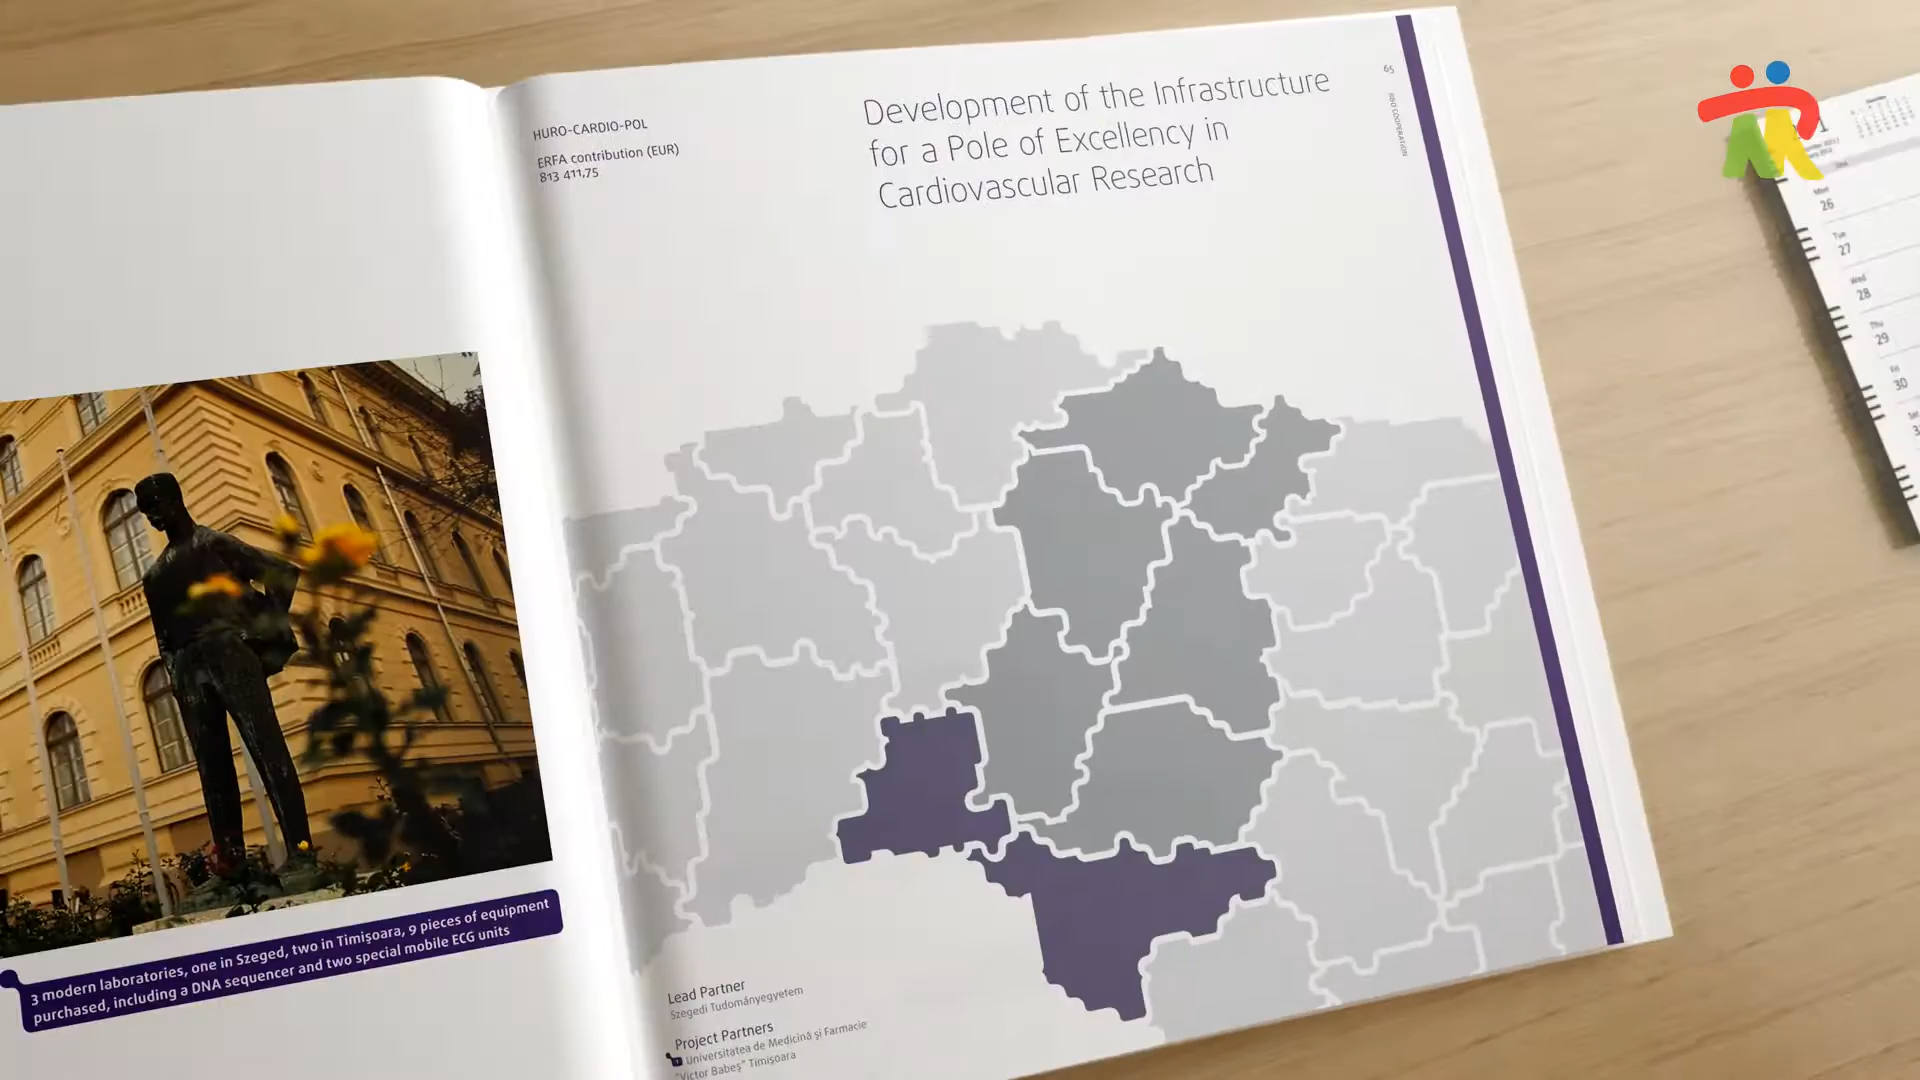 3 modern laboratories, one in Szeged, two in Timişoara, 9 pieces of equipment
purchased, including a DNA sequencer and two special mobile ECG units
HURO-CARDIO-POL
ERFA contribution (EUR)
813 411,75
Development of the Infrastructure
for a Pole of Excellency in
Cardiovascular Research
65
R&D COOPERATION
Lead Partner
Szegedi Tudományegyetem
Project Partners
1 Universitatea de Medicină şi Farmacie
"Victor Babeş" Timişoara
Mon
26
Tue
27
Wed
28
Thu
29
Fri
30